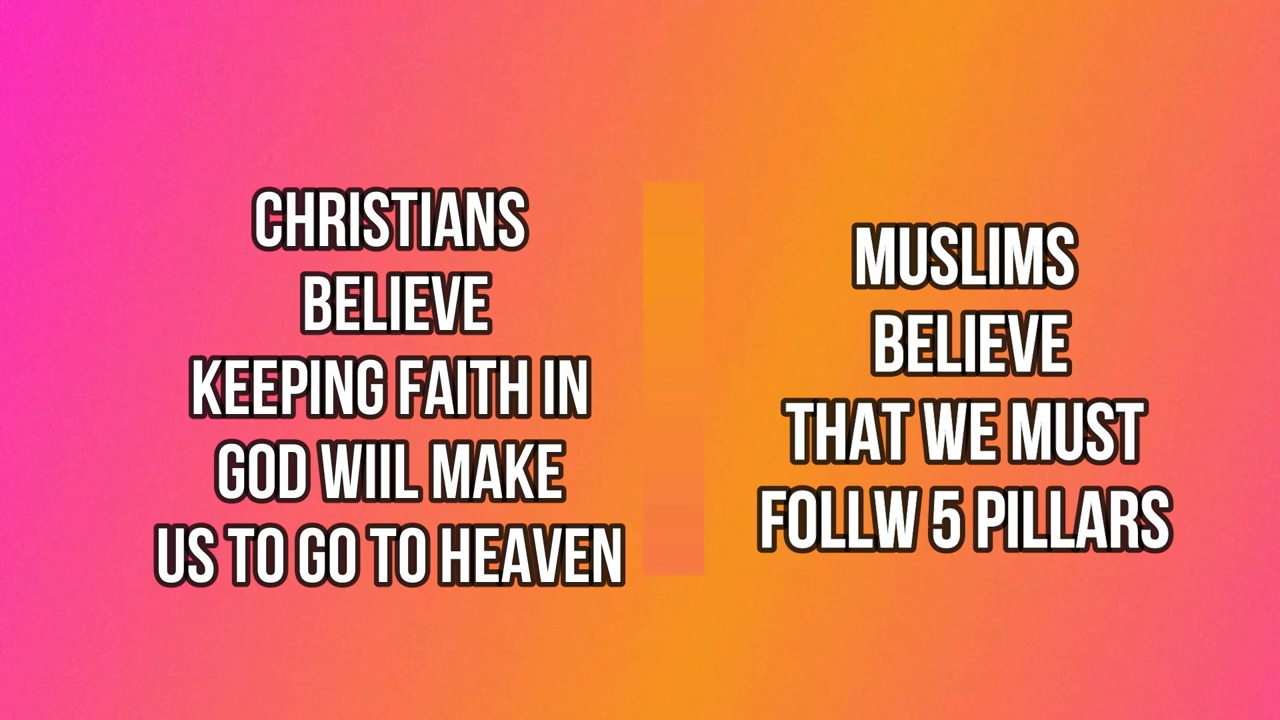 CHRISTIANS
BELIEVE
KEEPING FAITH IN
GOD WIIL MAKE
US TO GO TO HEAVEN
MUSLIMS
BELIEVE
THAT WE MUST
FOLLW 5 PILLARS